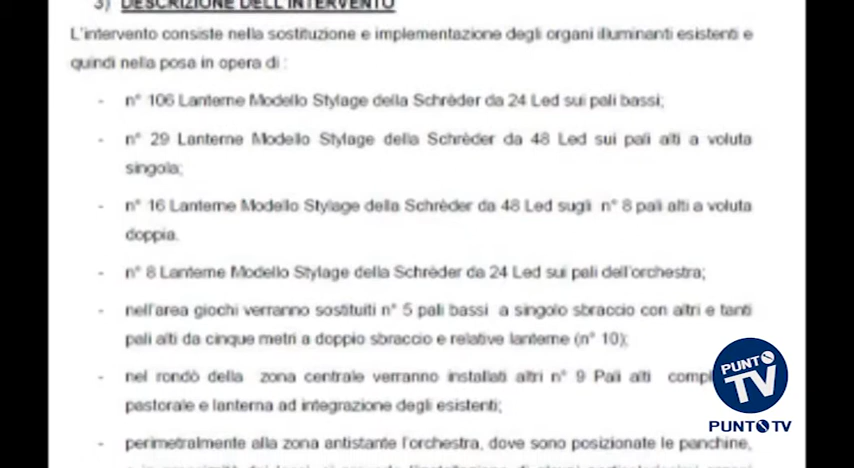 3) DESCRIZIONE DELL'INTERVENTO
L'intervento consiste nella sostituzione e implementazione degli organi illuminanti esistenti e
quindi nella posa in opera di :
- n° 106 Lanterne Modello Stylage della Schrèder da 24 Led sui pali bassi;
- n° 29 Lanterne Modello Stylage della Schrèder da 48 Led sui pali alti a voluta
singola;
- n° 16 Lanterne Modello Stylage della Schrèder da 48 Led sugli n° 8 pali alti a voluta
doppia.
- n° 8 Lanterne Modello Stylage della Schrèder da 24 Led sui pali dell'orchestra;
- nell'area giochi verranno sostituiti n° 5 pali bassi a singolo sbraccio con altri e tanti
pali alti da cinque metri a doppio sbraccio e relative lanterne (n° 10);
- nel rondò della zona centrale verranno installati altri n° 9 Pali alti
pastorale e lanterna ad integrazione degli esistenti;
- perimetralmente alla zona antistante l'orchestra, dove sono posizionate le panchine,
PUNTO
TV
PUNTO TV